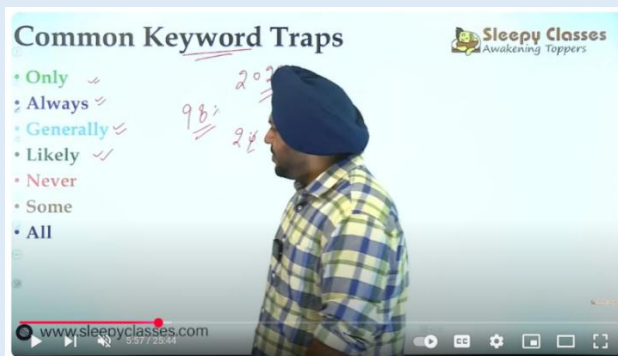 Common Keyword Traps
Sleepy Classes
Awakening Toppers
• Only
• Always
• Generally
• Likely
• Never
• Some
• All
98%
www.sleepyclasses.com
5:57 / 25:44
CC